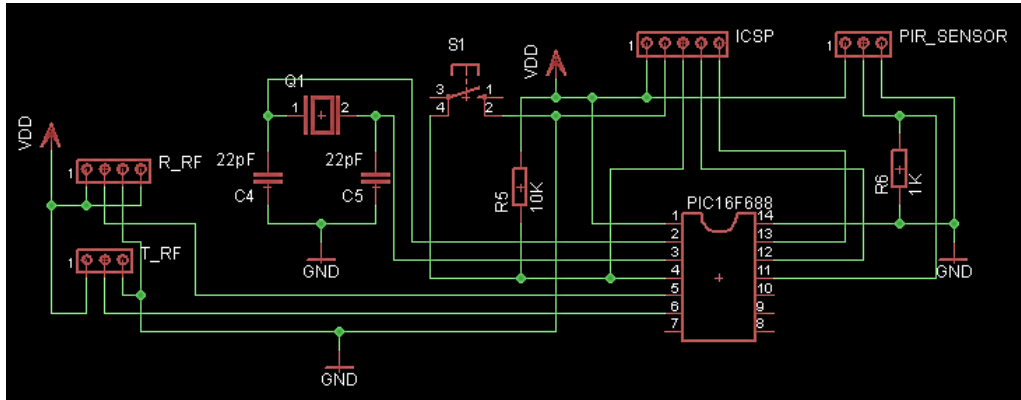 ICSP
PIR_SENSOR
S1
VDD
1
1
Q1
3
1
4
2
1
2
VDD
R_RF
22pF
22pF
1
C4
C5
R5
10K
R6
1K
PIC16F688
1
14
2
13
T_RF
3
12
1
GND
4
11
GND
5
10
6
9
7
8
GND